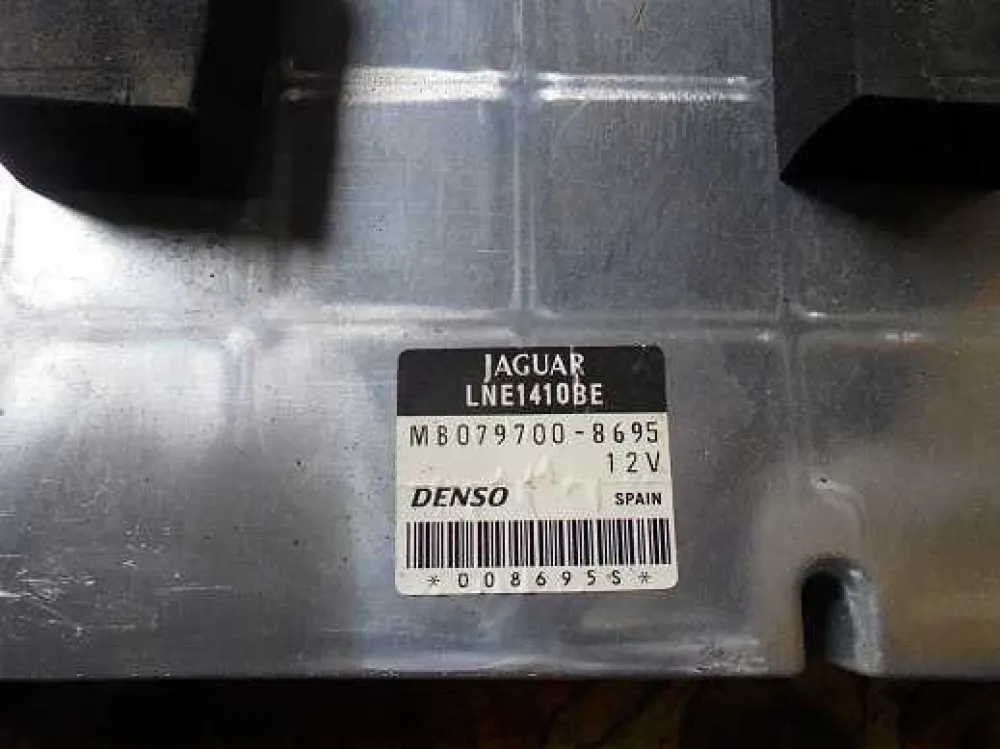 JAGUAR
LNE1410BE
MB079700-8695
12V
DENSO SPAIN
*008695S*